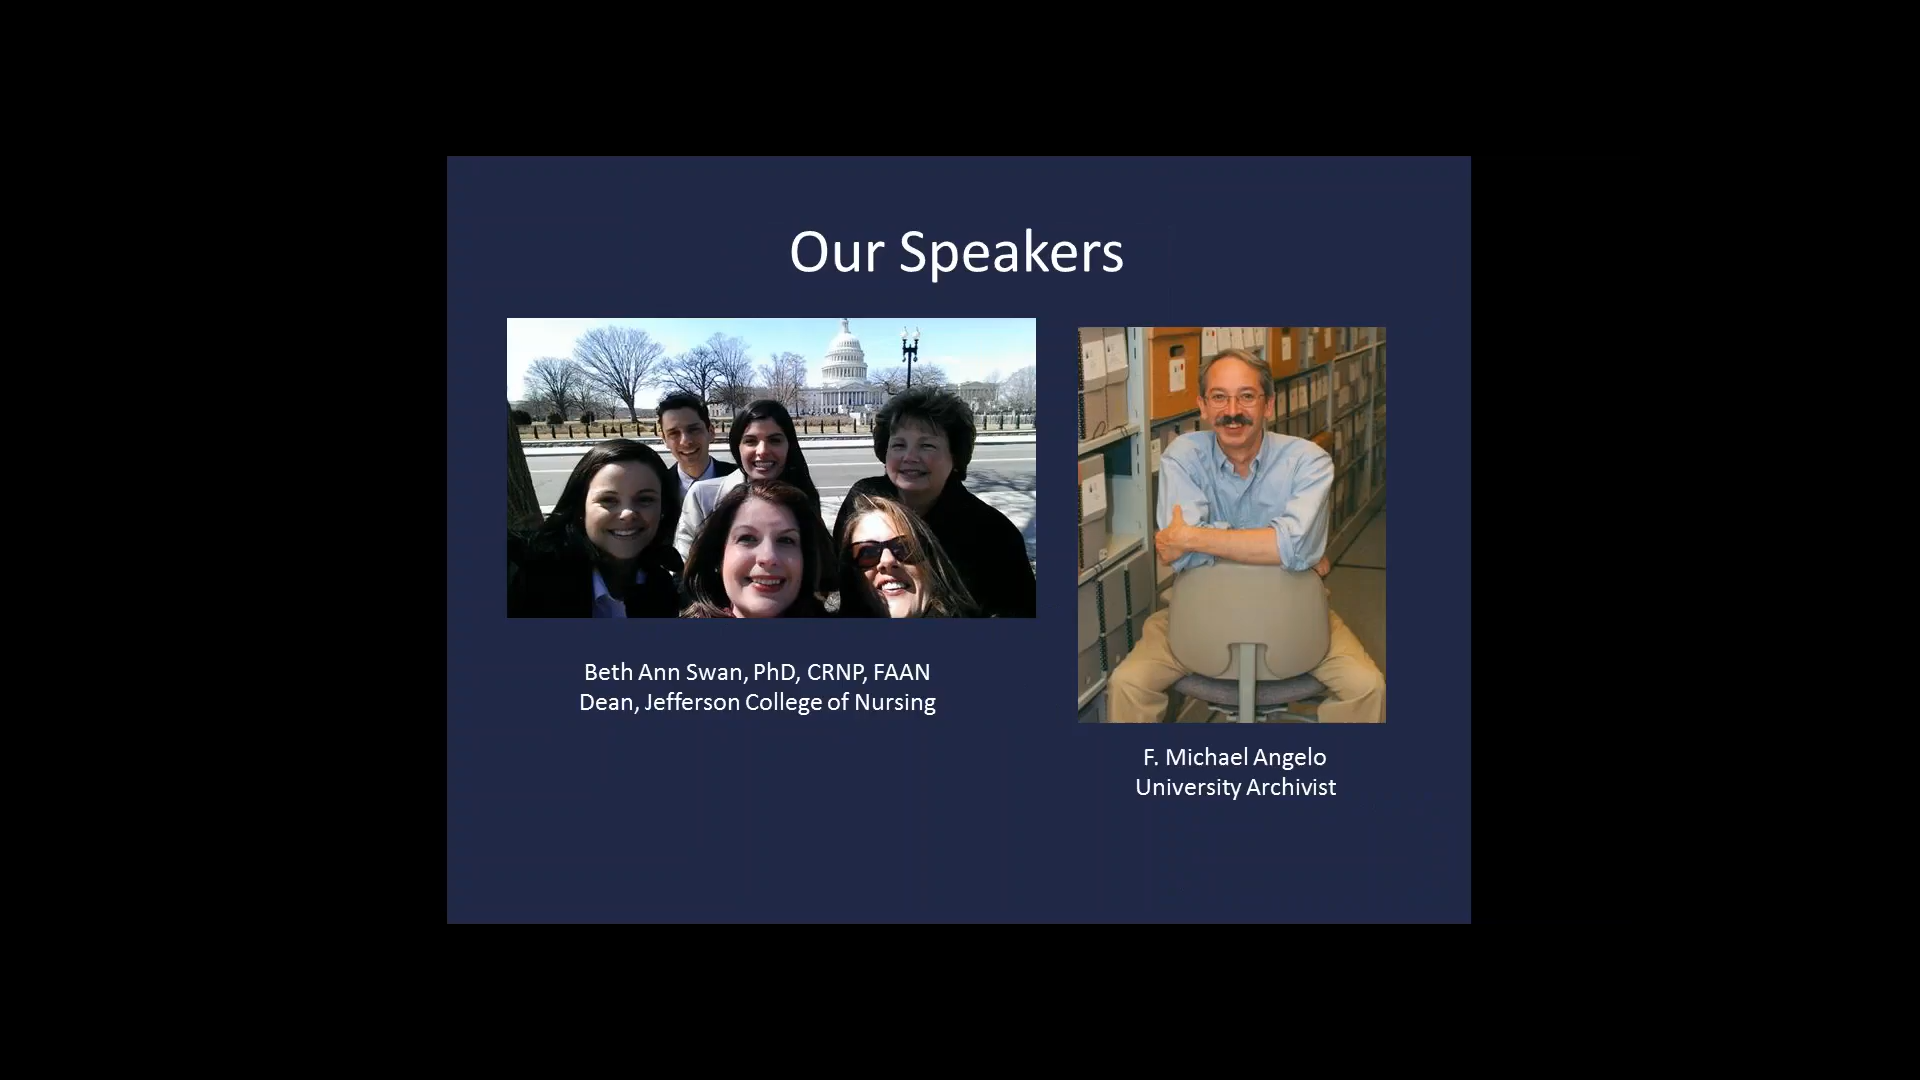 Our Speakers
Beth Ann Swan, PhD, CRNP, FAAN
Dean, Jefferson College of Nursing
F. Michael Angelo
University Archivist